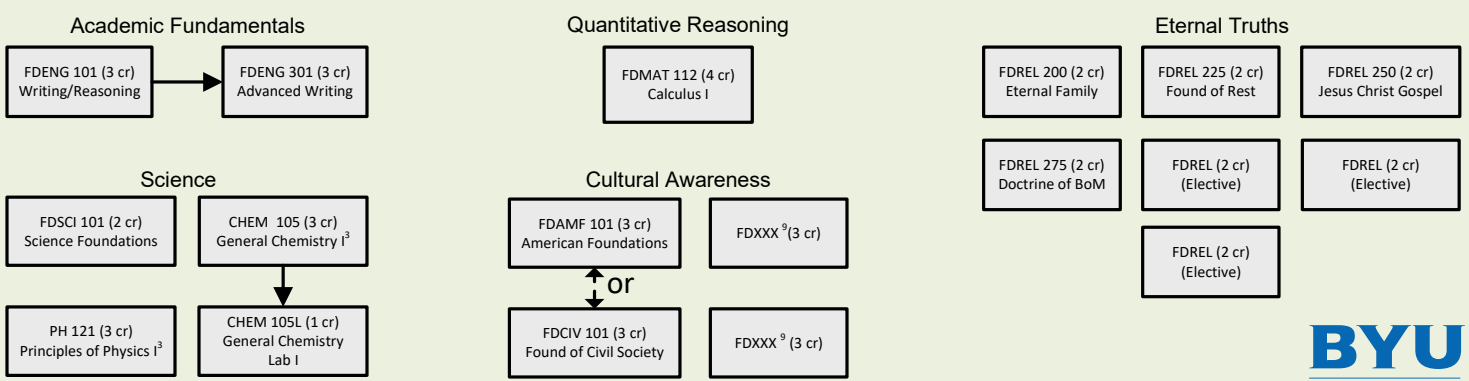 Academic Fundamentals
FDENG 101 (3 cr)
Writing/Reasoning
FDENG 301 (3 cr)
Advanced Writing
Quantitative Reasoning
FDMAT 112 (4 cr)
Calculus I
Eternal Truths
FDREL 200 (2 cr)
Eternal Family
FDREL 225 (2 cr)
Found of Rest
FDREL 250 (2 cr)
Jesus Christ Gospel
FDREL 275 (2 cr)
Doctrine of BoM
FDREL (2 cr)
(Elective)
FDREL (2 cr)
(Elective)
FDREL (2 cr)
(Elective)
Science
FDSCI 101 (2 cr)
Science Foundations
CHEM  105 (3 cr)
General Chemistry I³
PH 121 (3 cr)
Principles of Physics I³
CHEM 105L (1 cr)
General Chemistry
Lab I
Cultural Awareness
FDAMF 101 (3 cr)
American Foundations
FDXXX ⁹(3 cr)
or
FDCIV 101 (3 cr)
Found of Civil Society
FDXXX ⁹ (3 cr)
BYU